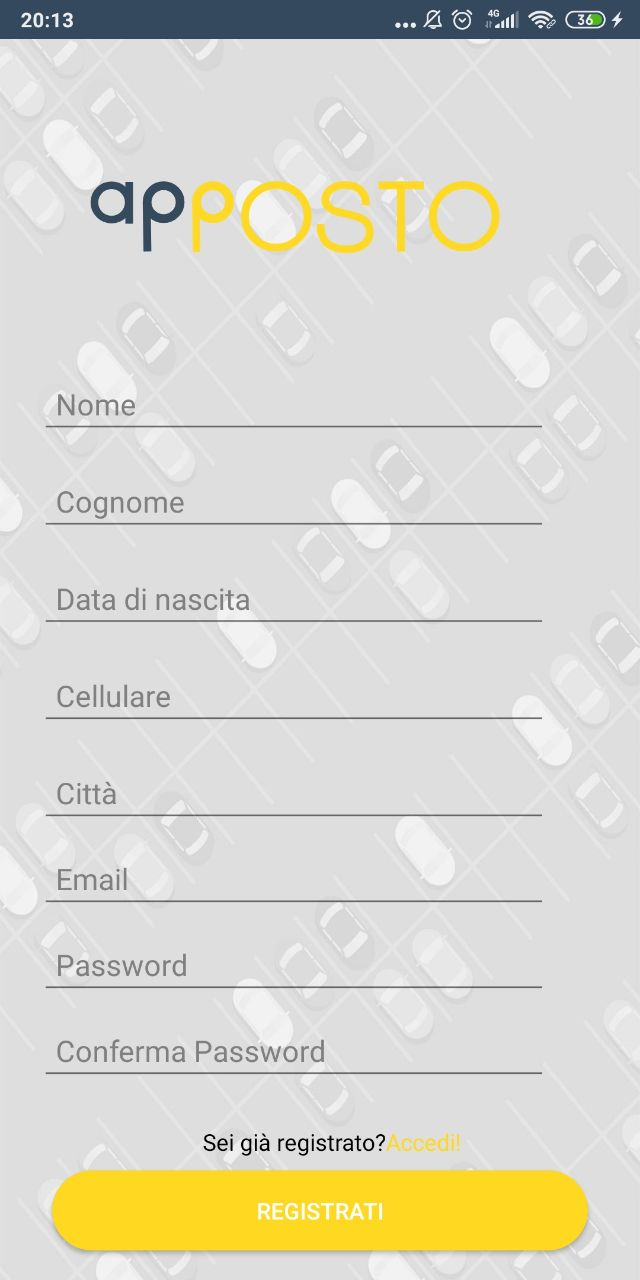 20:13
4G
36
apPOSTO
Nome
Cognome
Data di nascita
Cellulare
Città
Email
Password
Conferma Password
Sei già registrato?Accedi!
REGISTRATI